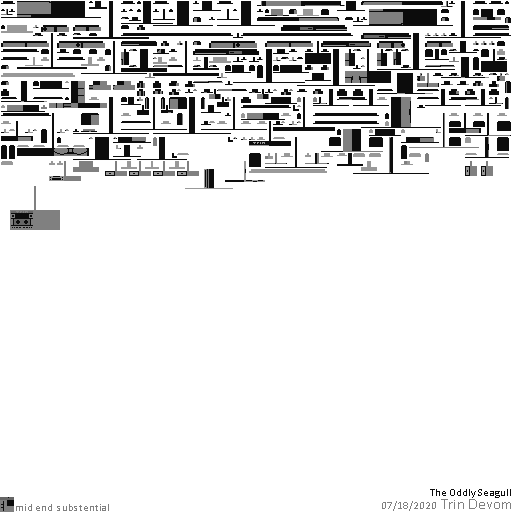 The Oddly Seagull
mid end substential
07/18/2020 Trin Devom